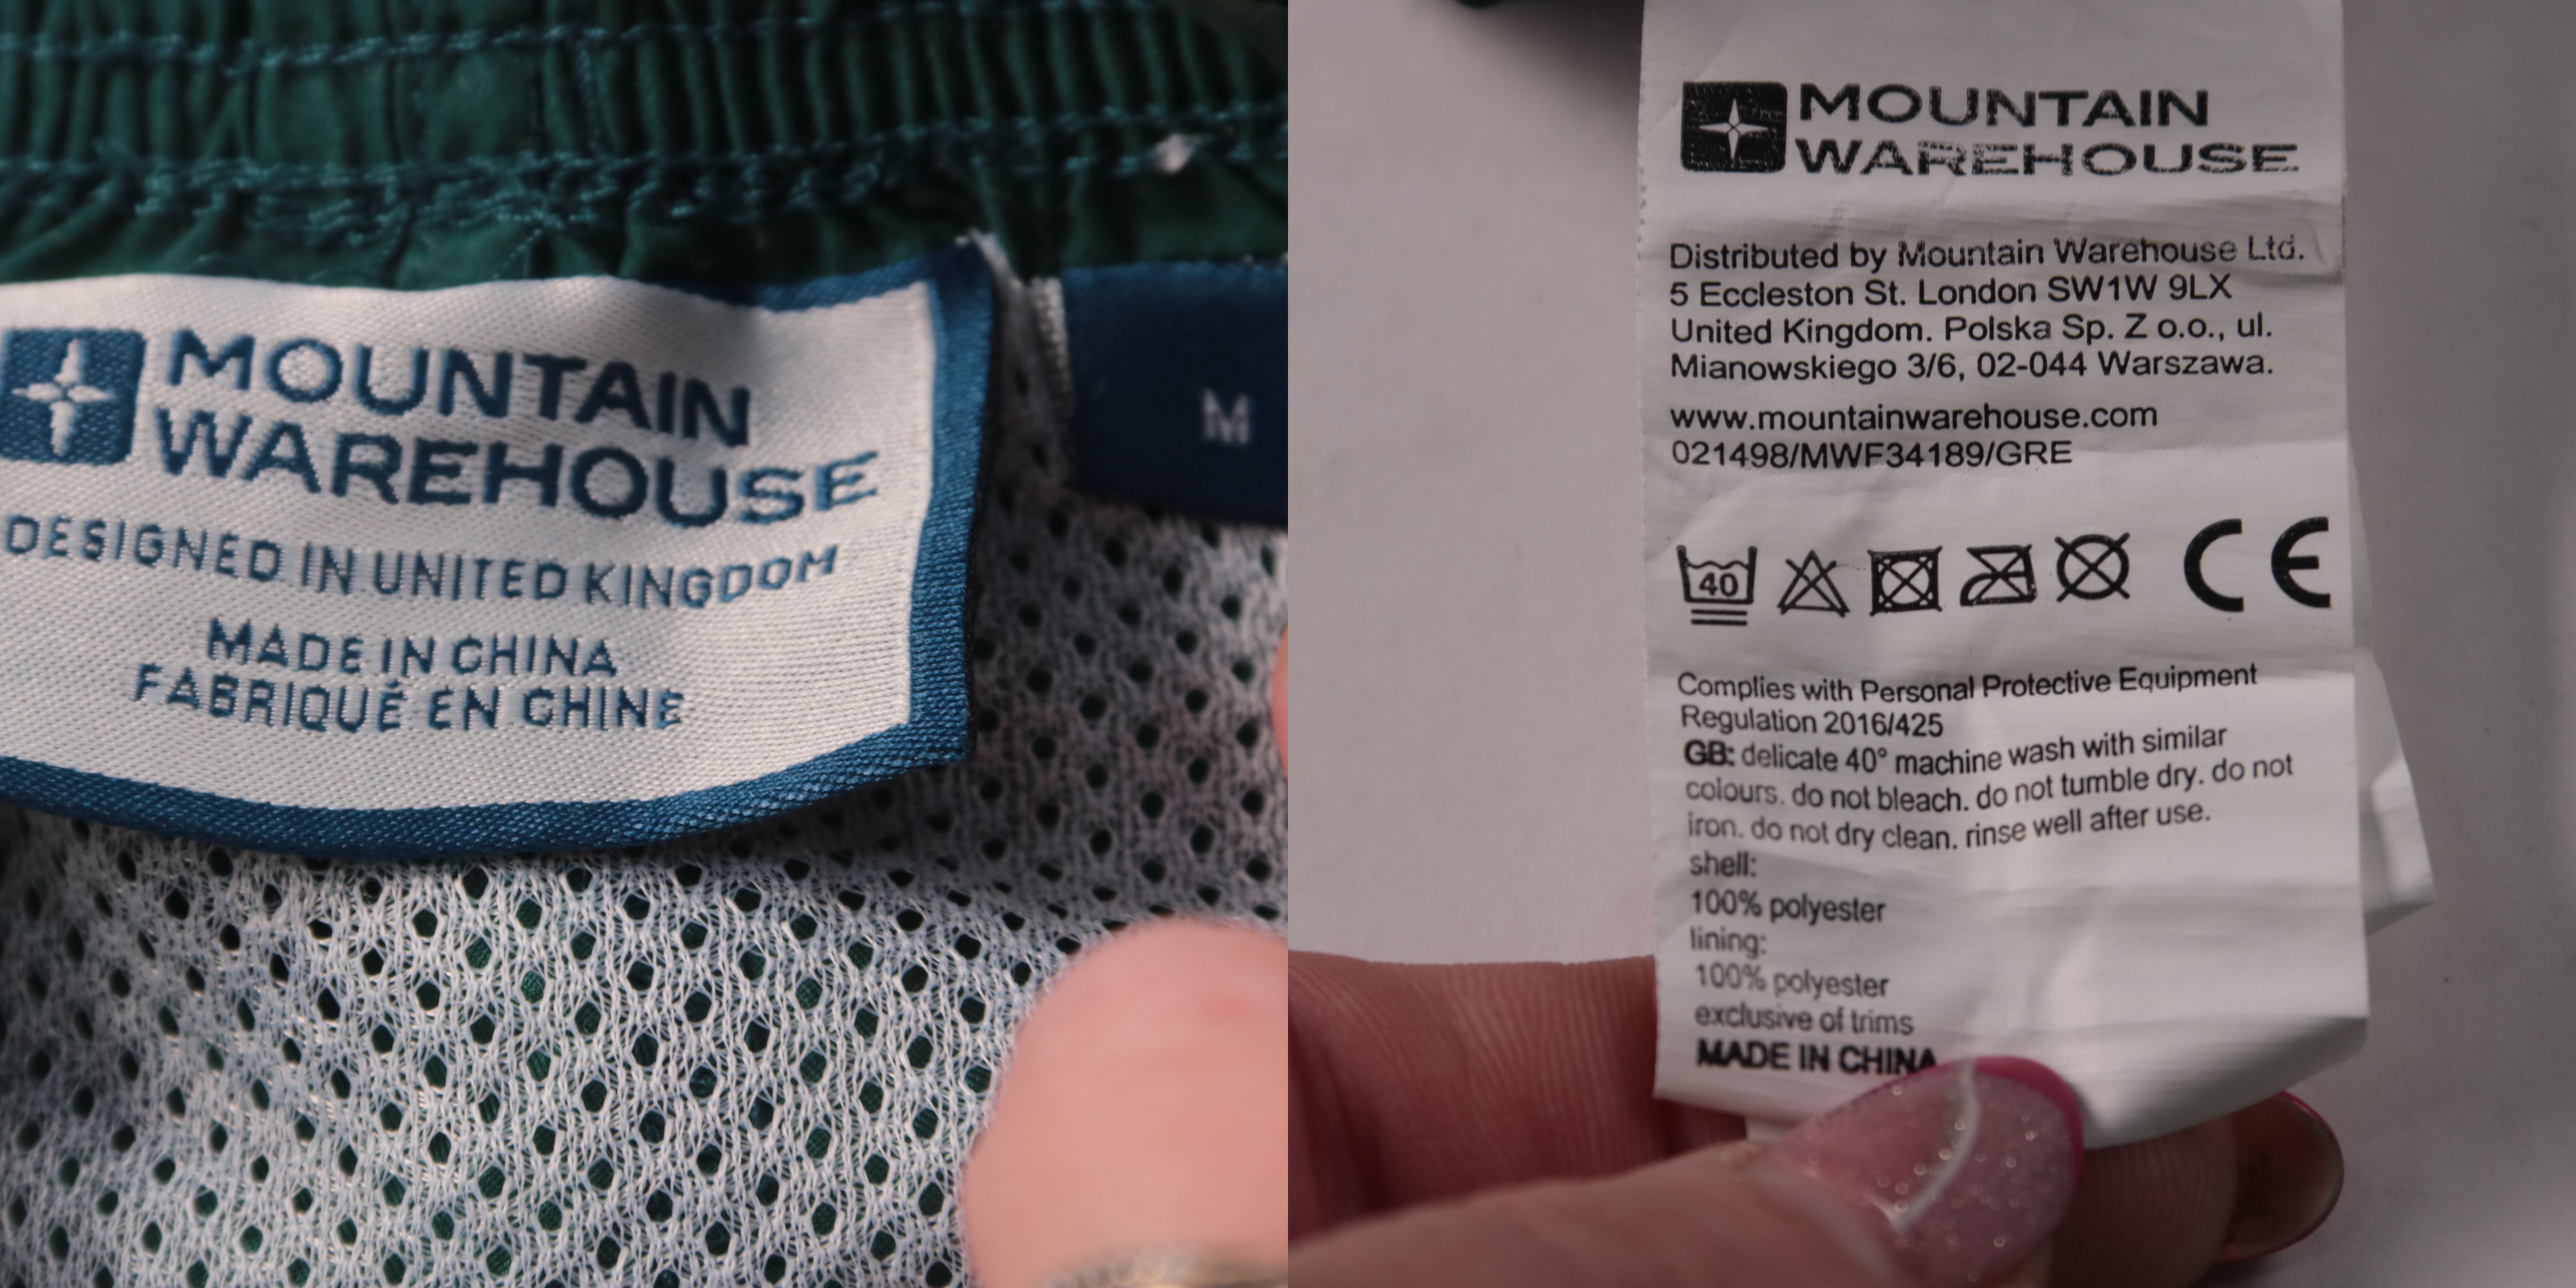 MOUNTAIN
WAREHOUSE
DESIGNED IN UNITED KINGDOM
MADE IN CHINA
FABRIQUÉ EN CHINE
M
MOUNTAIN
WAREHOUSE
Distributed by Mountain Warehouse Ltd.
5 Eccleston St. London SW1W 9LX
United Kingdom. Polska Sp. Z o.o., ul.
Mianowskiego 3/6, 02-044 Warszawa.
www.mountainwarehouse.com
021498/MWF34189/GRE
40 CE
Complies with Personal Protective Equipment
Regulation 2016/425
GB: delicate 40° machine wash with similar
colours. do not bleach. do not tumble dry. do not
iron. do not dry clean. rinse well after use.
shell:
100% polyester
lining:
100% polyester
exclusive of trims
MADE IN CHINA